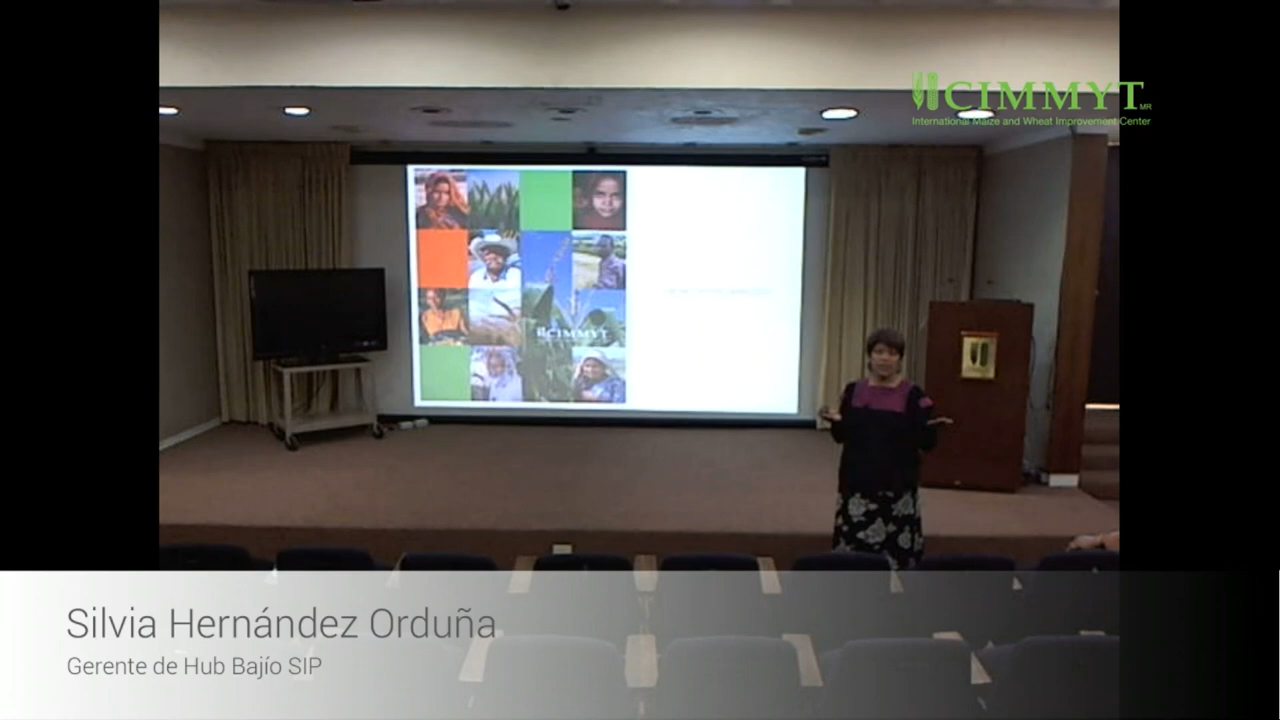 CIMMYT MR
International Maize and Wheat Improvement Center
CIMMYT
Silvia Hernández Orduña
Gerente de Hub Bajío SIP